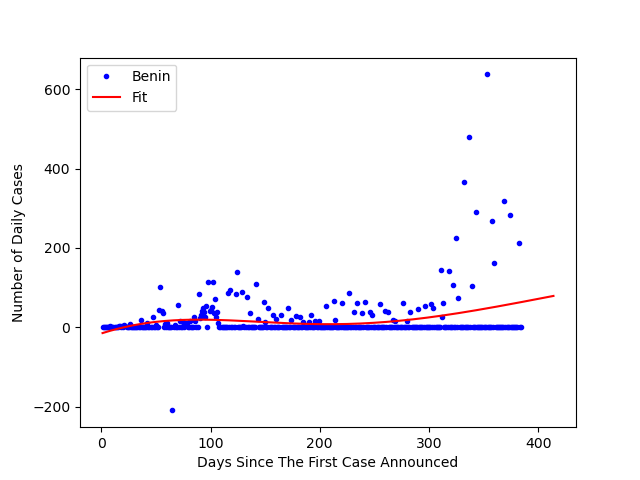 Benin
Fit
Number of Daily Cases
600
400
200
0
−200
0 100 200 300 400
Days Since The First Case Announced